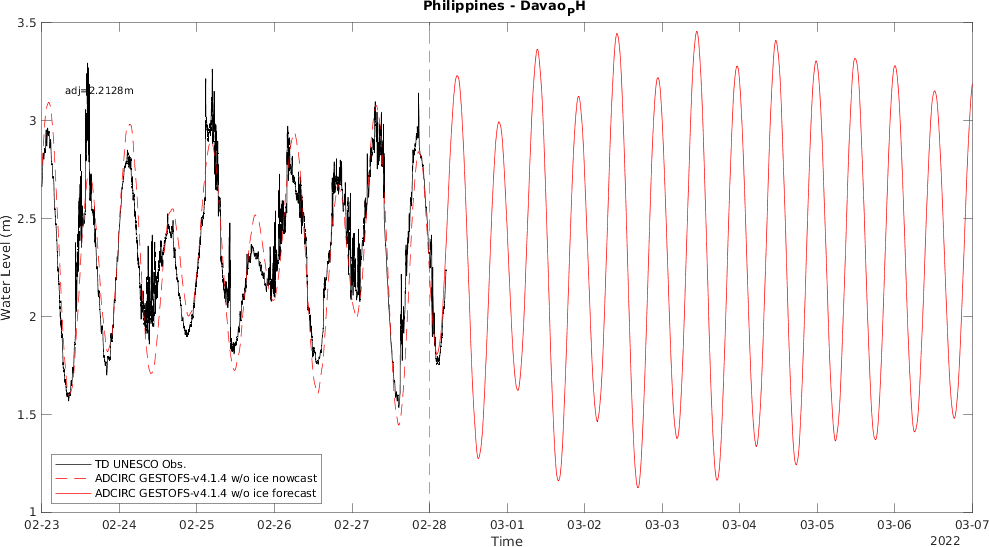 Philippines - DavaopH
3.5
3
2.5
2
1.5
1
Water Level (m)
adj=2.2128m
TD UNESCO Obs.
ADCIRC GESTOFS-v4.1.4 w/o ice nowcast
ADCIRC GESTOFS-v4.1.4 w/o ice forecast
02-23 02-24 02-25 02-26 02-27 02-28 03-01 03-02 03-03 03-04 03-05 03-06 03-07
Time
2022